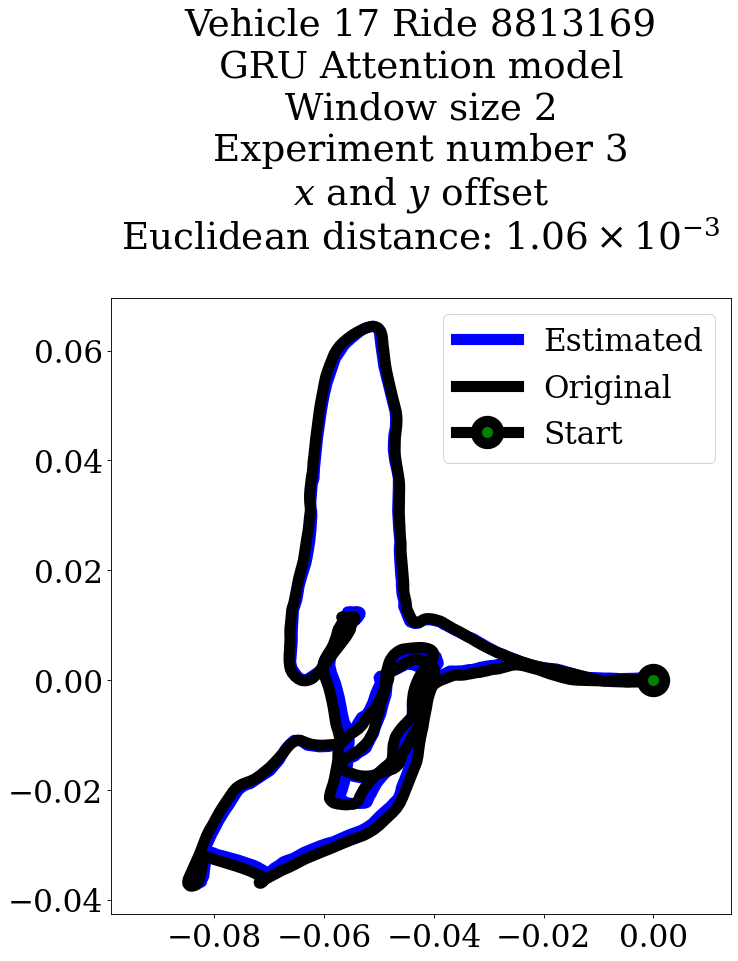 Vehicle 17 Ride 8813169
GRU Attention model
Window size 2
Experiment number 3
x and y offset
Euclidean distance: 1.06 × 10⁻³
Estimated
Original
Start
0.06
0.04
0.02
0.00
−0.02
−0.04
−0.08 −0.06 −0.04 −0.02 0.00